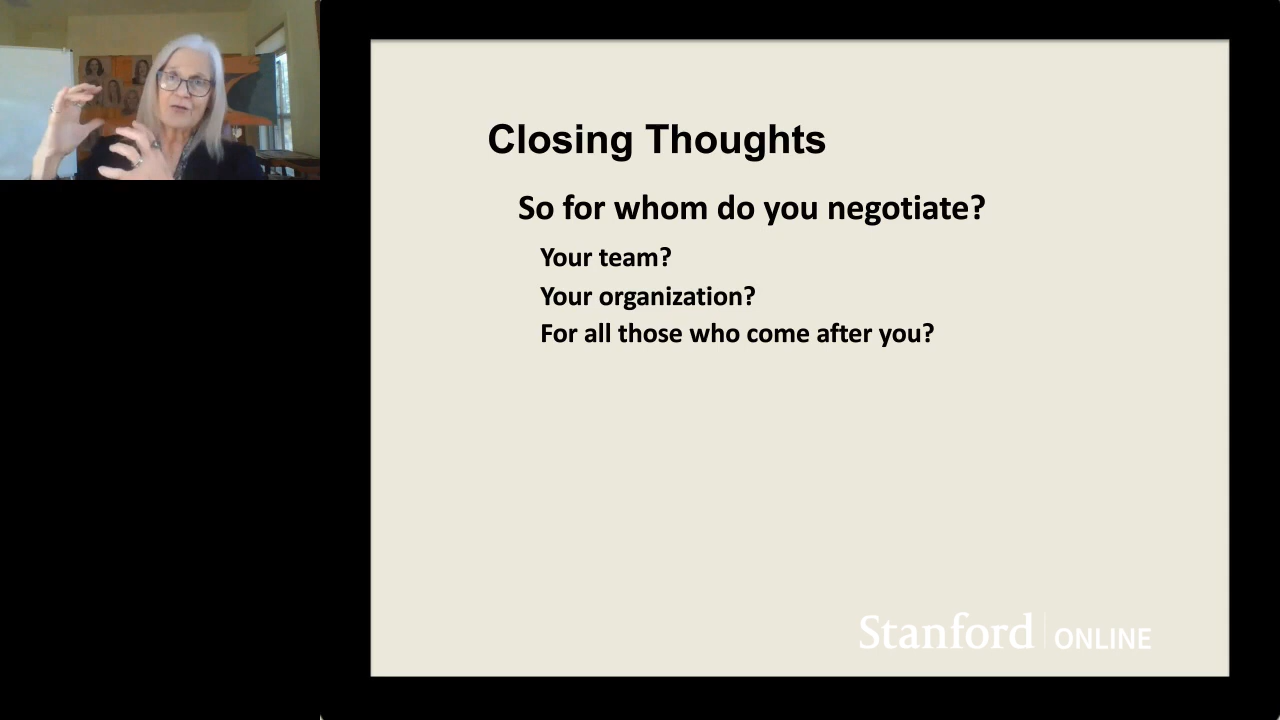 Closing Thoughts
So for whom do you negotiate?
Your team?
Your organization?
For all those who come after you?
Stanford ONLINE